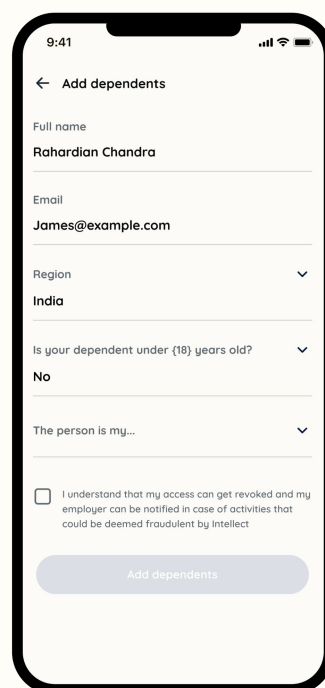 9:41
Add dependents
Full name
Rahardian Chandra
Email
James@example.com
Region
India
Is your dependent under {18} years old?
No
The person is my...
I understand that my access can get revoked and my
employer can be notified in case of activities that
could be deemed fraudulent by Intellect
Add dependents